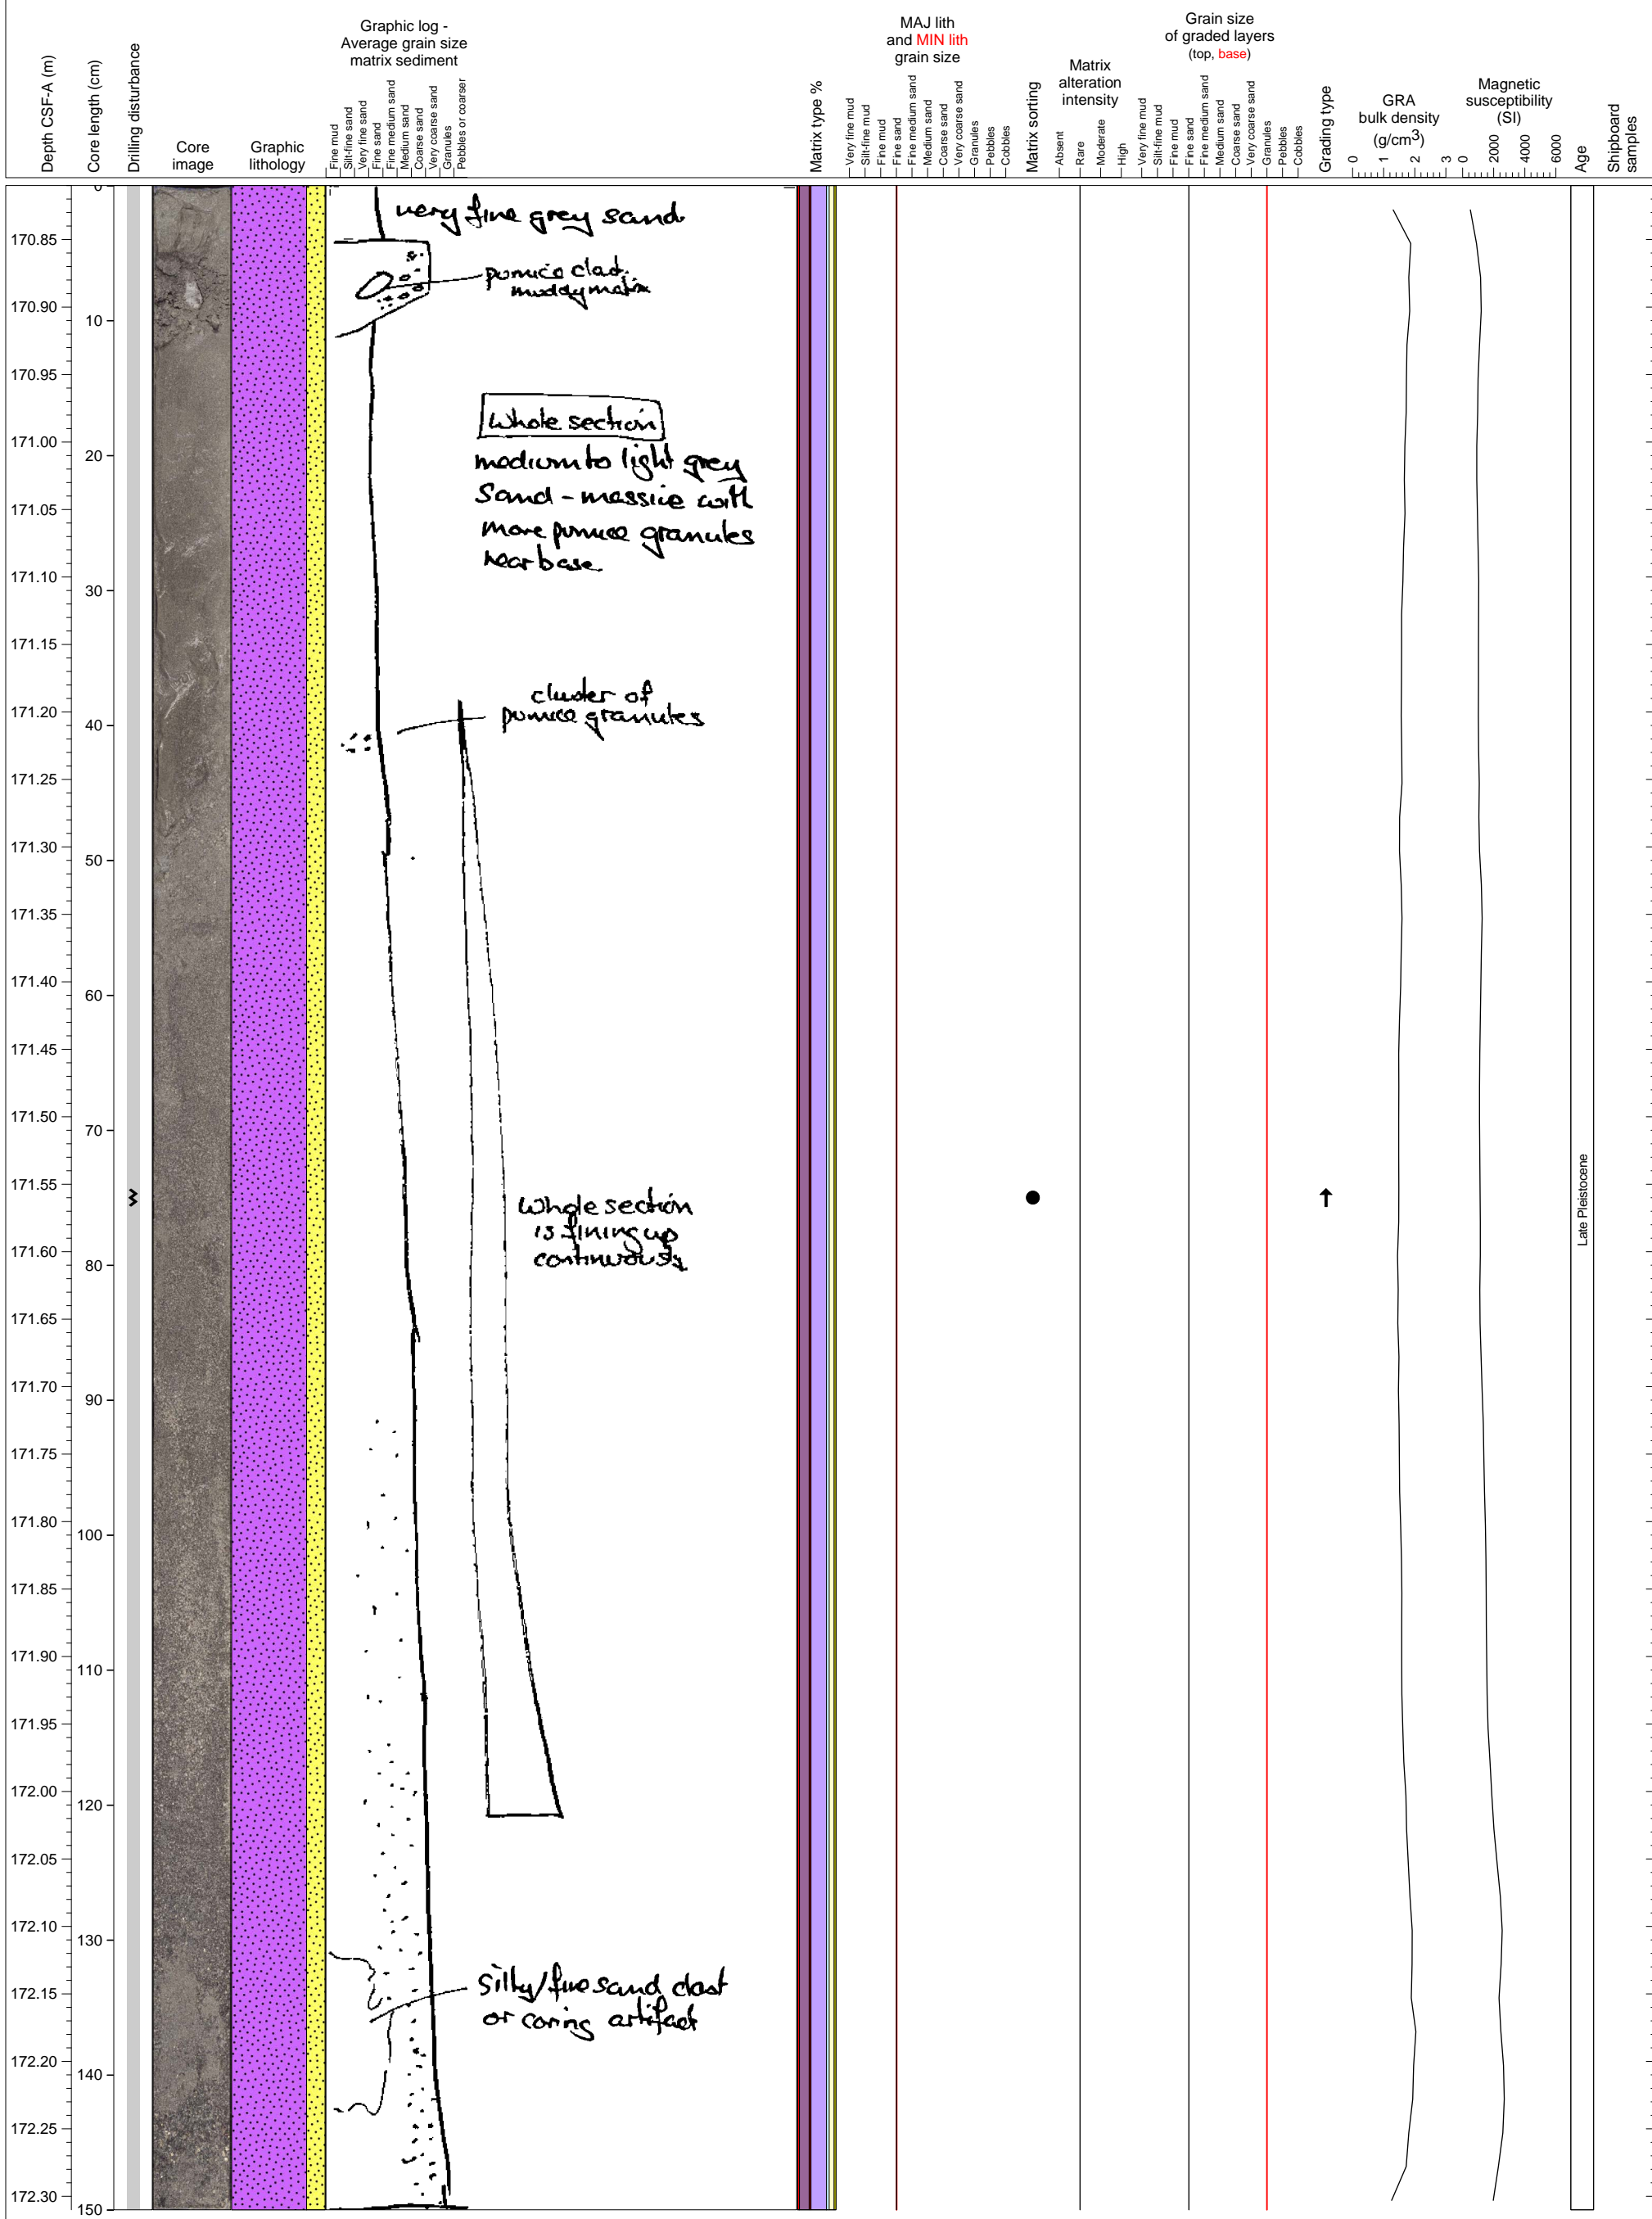 Depth CSF-A (m)
Core length (cm)
Drilling disturbance
Core
image
Graphic
lithology
Graphic log -
Average grain size
matrix sediment
Fine mud
Silt-fine sand
Very fine sand
Fine sand
Fine medium sand
Medium sand
Coarse sand
Very coarse sand
Granules
Pebbles or coarser
Matrix type %
MAJ lith
and MIN lith
grain size
Very fine mud
Silt-fine mud
Fine mud
Fine sand
Fine medium sand
Medium sand
Coarse sand
Very coarse sand
Granules
Pebbles
Cobbles
Matrix sorting
Matrix
alteration
intensity
Absent
Rare
Moderate
High
Grain size
of graded layers
(top, base)
Very fine mud
Silt-fine mud
Fine mud
Fine sand
Fine medium sand
Medium sand
Coarse sand
Very coarse sand
Granules
Pebbles
Cobbles
Grading type
GRA
bulk density
(g/cm3)
0 1 2 3
Magnetic
susceptibility
(SI)
0 2000 4000 6000
Age
Shipboard
samples
0
170.85
170.90
10
170.95
171.00
20
171.05
171.10
30
171.15
171.20
40
171.25
171.30
50
171.35
171.40
60
171.45
171.50
70
171.55
171.60
80
171.65
171.70
90
171.75
171.80
100
171.85
171.90
110
171.95
172.00
120
172.05
172.10
130
172.15
172.20
140
172.25
172.30
150
very fine grey sand
pumice clast
muddy matrix
Whole section
medium to light grey
Sand - massive with
more pumice granules
near base
cluster of
pumice granules
Whole section
is fining up
continuously
Silty/fine sand clast
or coring artifact
Late Pleistocene